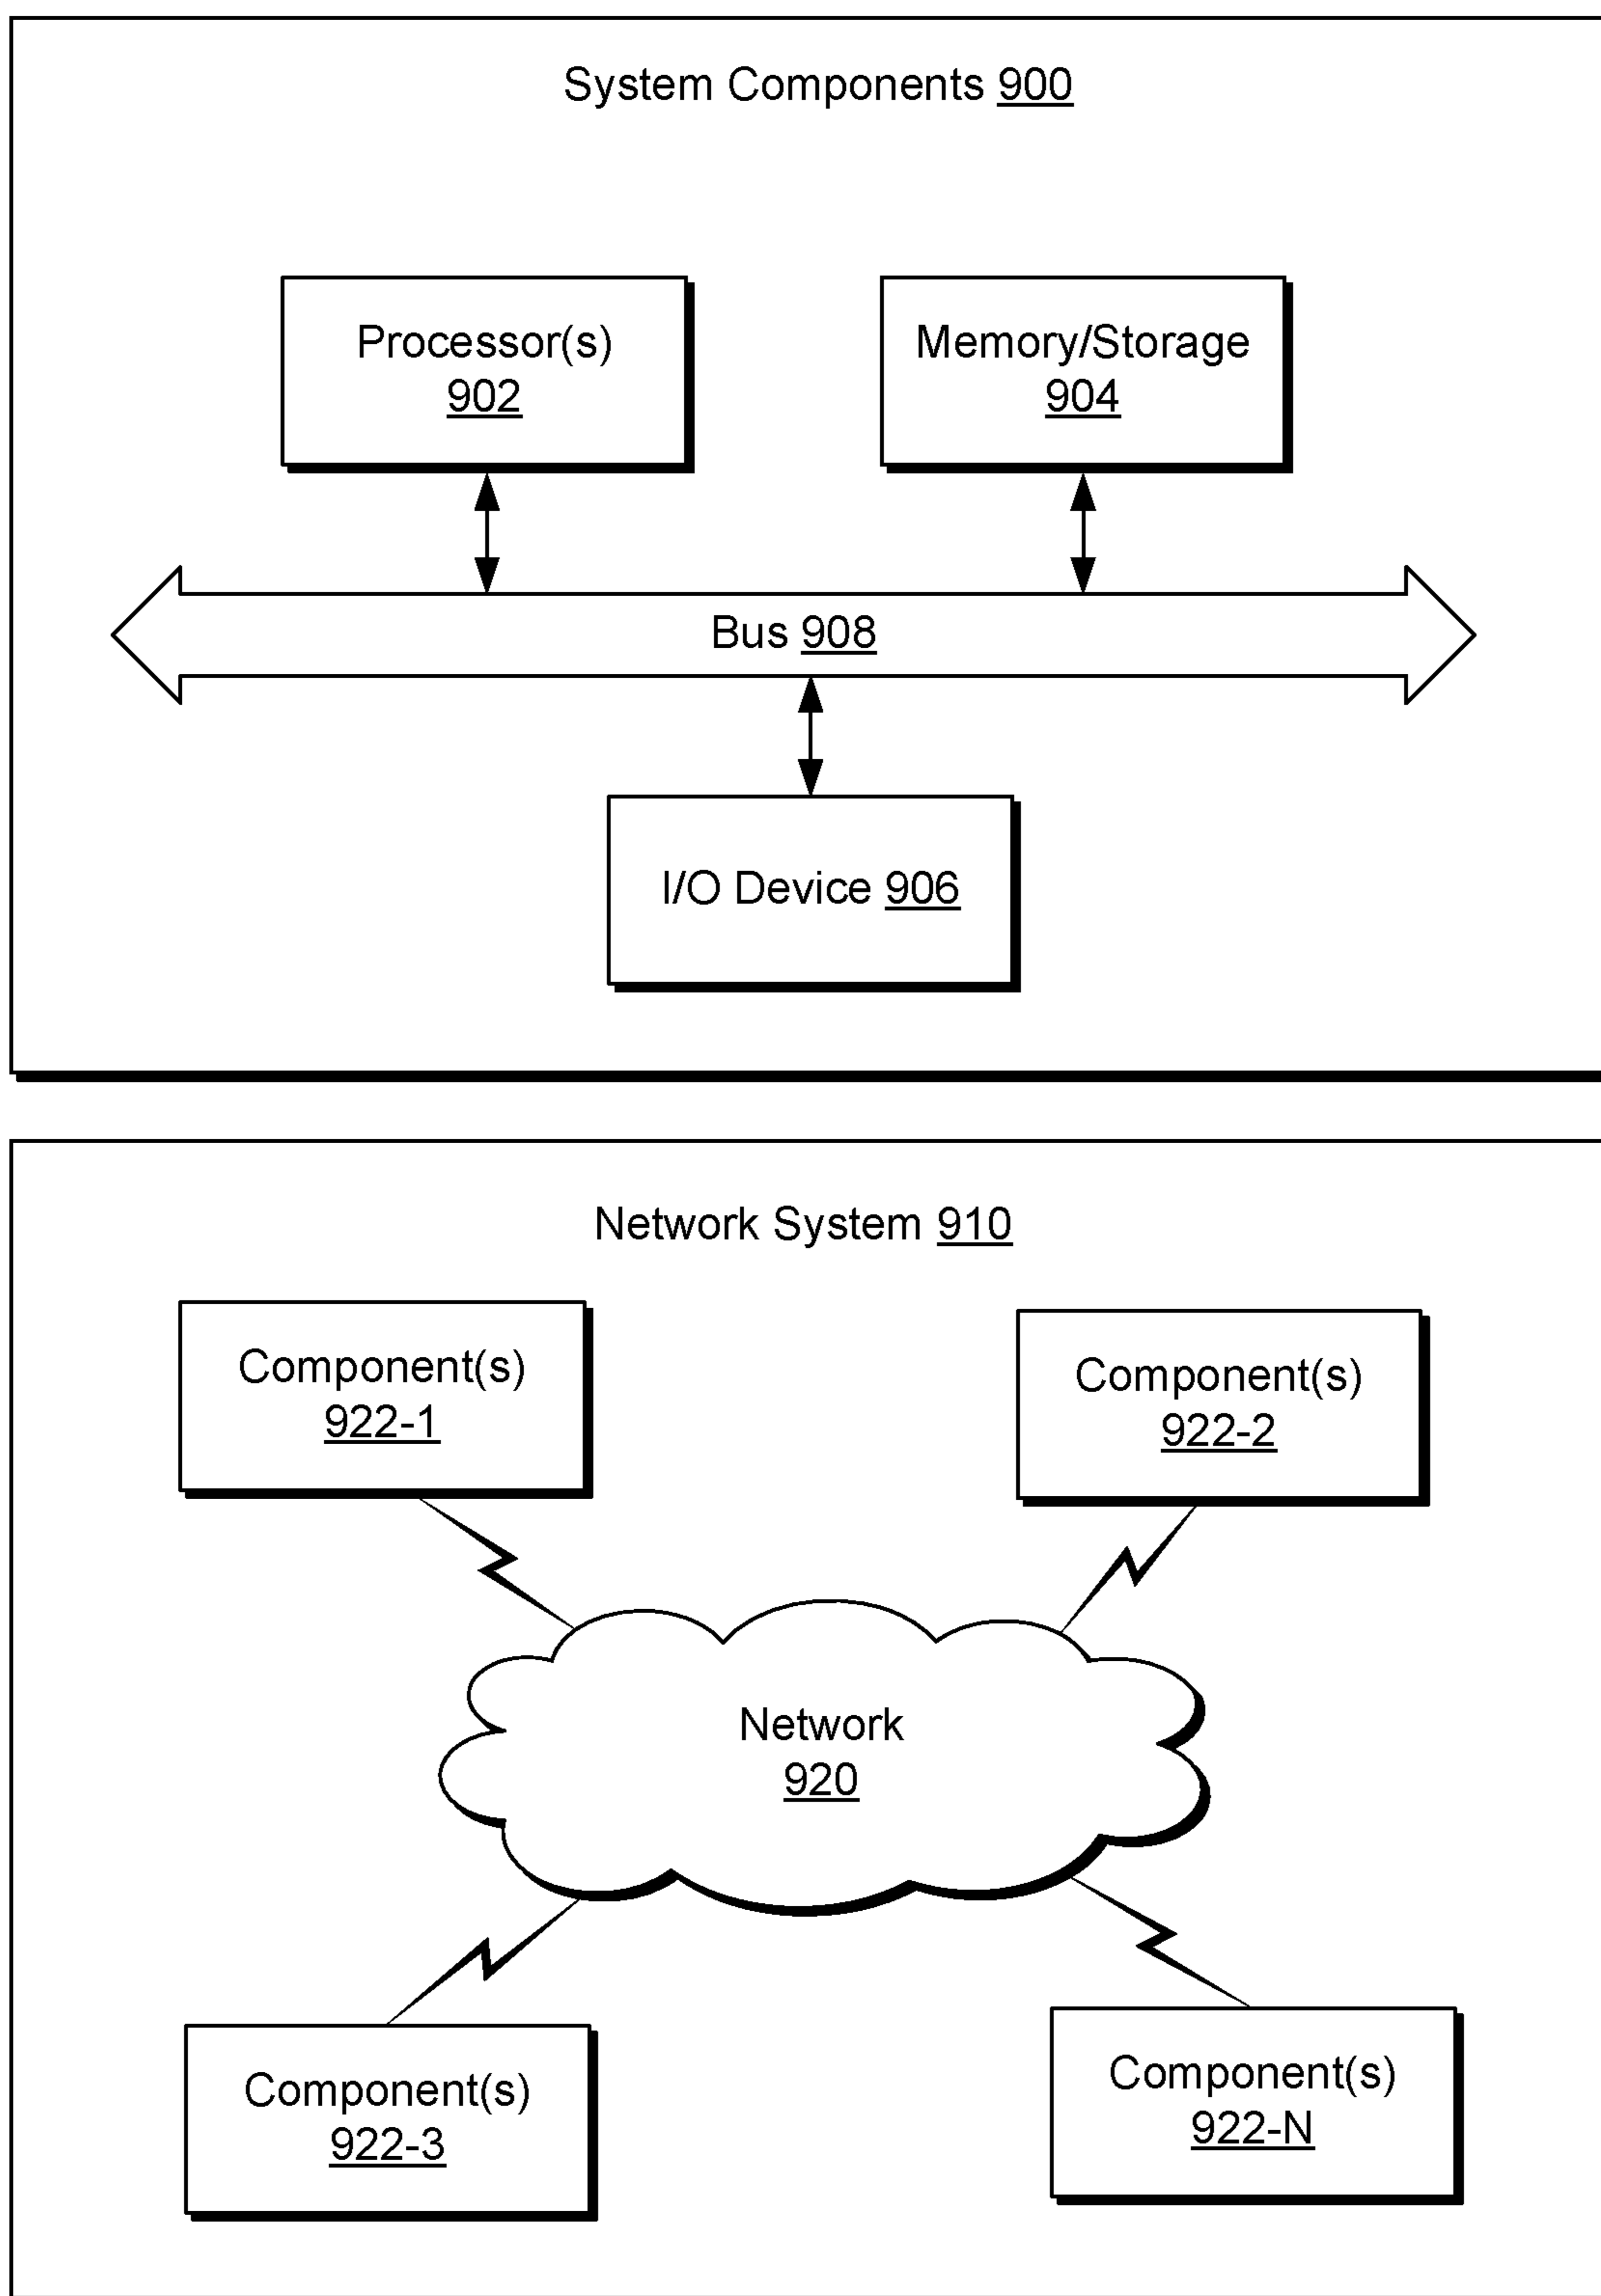 System Components 900
Processor(s)
902
Memory/Storage
904
Bus 908
I/O Device 906
Network System 910
Component(s)
922-1
Component(s)
922-2
Network
920
Component(s)
922-3
Component(s)
922-N